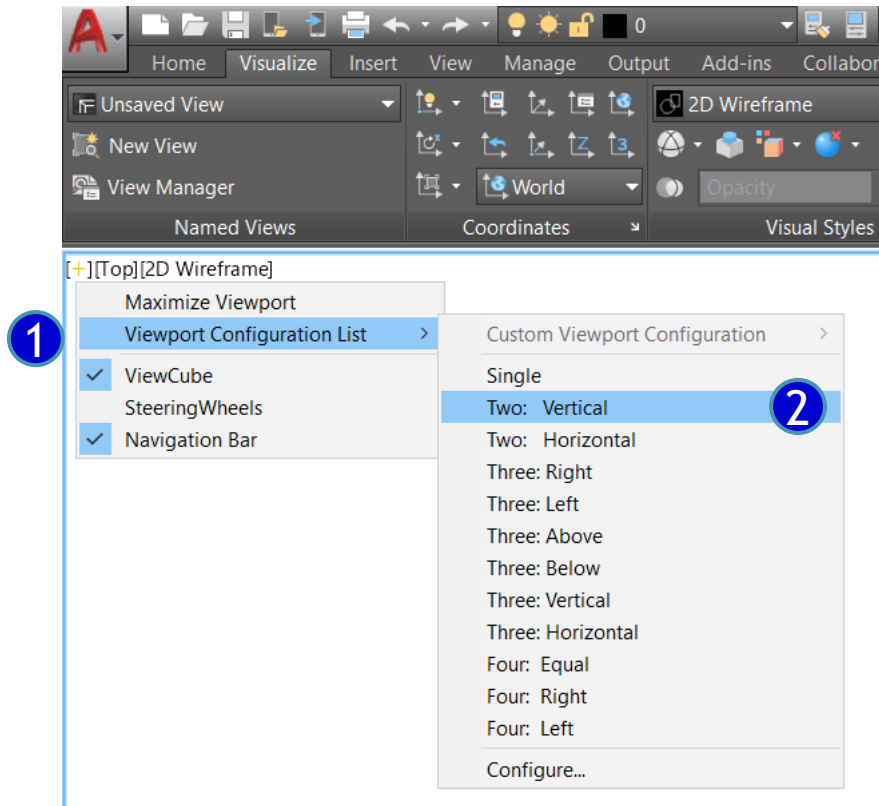 0
Home Visualize Insert View Manage Output Add-ins Collabor
Unsaved View 2D Wireframe
New View
View Manager World Opacity
Named Views Coordinates Visual Styles
[+][Top][2D Wireframe]
Maximize Viewport
1 Viewport Configuration List >
ViewCube
SteeringWheels
Navigation Bar
Custom Viewport Configuration >
Single
Two: Vertical 2
Two: Horizontal
Three: Right
Three: Left
Three: Above
Three: Below
Three: Vertical
Three: Horizontal
Four: Equal
Four: Right
Four: Left
Configure...